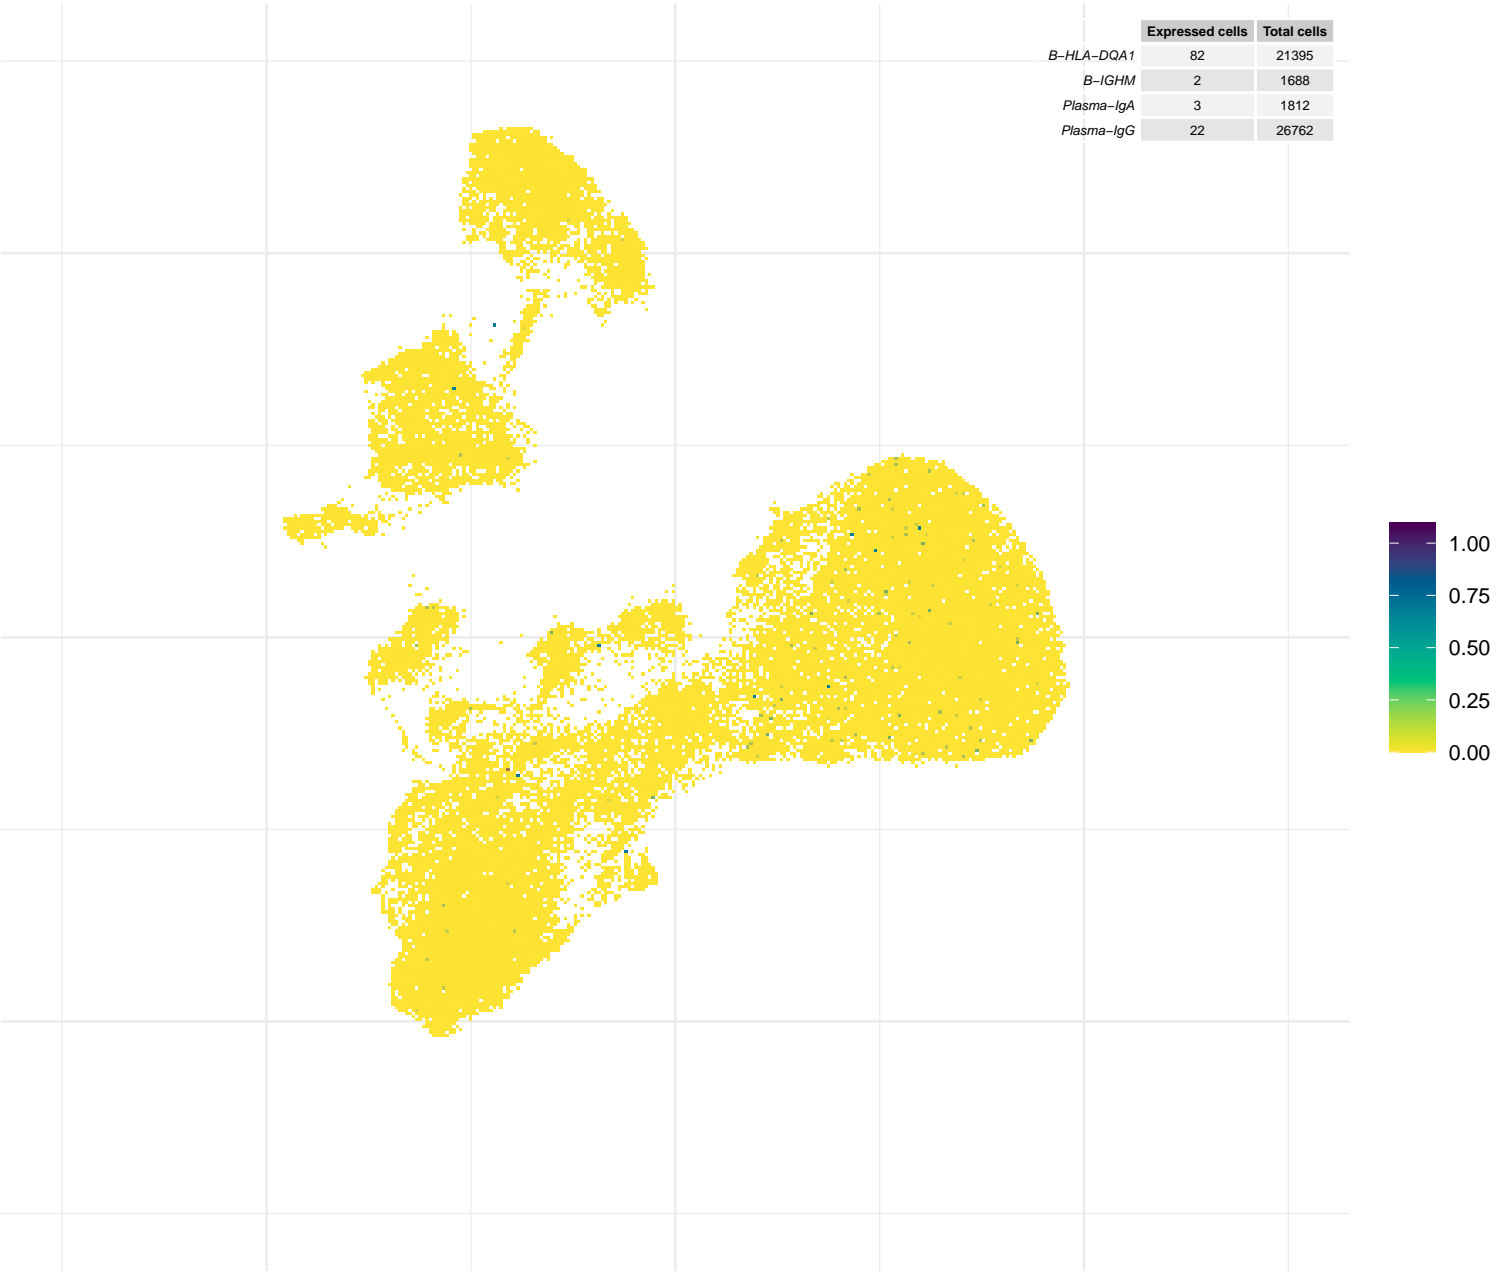 Expressed cells Total cells
B−HLA−DQA1 82 21395
B−IGHM 2 1688
Plasma−IgA 3 1812
Plasma−IgG 22 26762
1.00
0.75
0.50
0.25
0.00